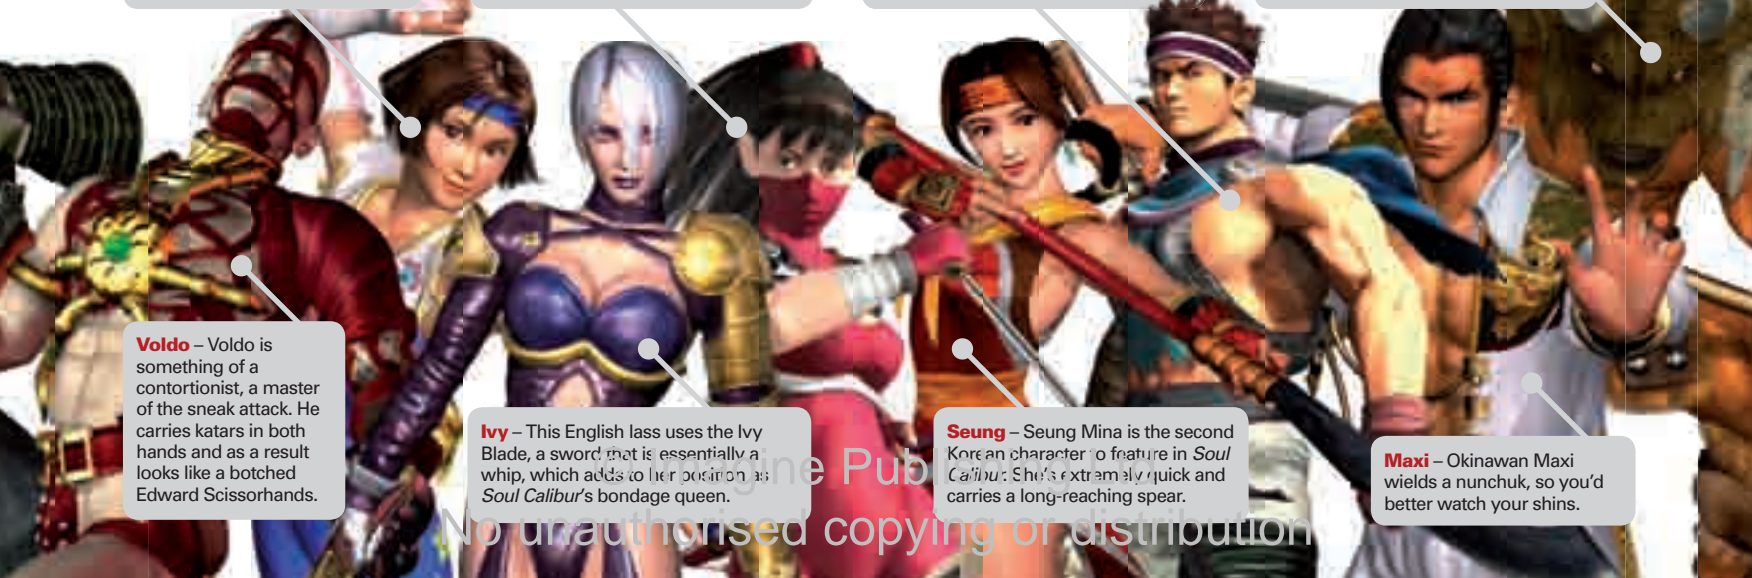 Voldo – Voldo is
something of a
contortionist, a master
of the sneak attack. He
carries katars in both
hands and as a result
looks like a botched
Edward Scissorhands.
Ivy – This English lass uses the Ivy
Blade, a sword that is essentially a
whip, which adds to her position as
Soul Calibur's bondage queen.
Seung – Seung Mina is the second
Korean character to feature in Soul
Calibur. She's extremely quick and
carries a long-reaching spear.
Maxi – Okinawan Maxi
wields a nunchuk, so you'd
better watch your shins.
© Imagine Publishing Ltd
No unauthorised copying or distribution